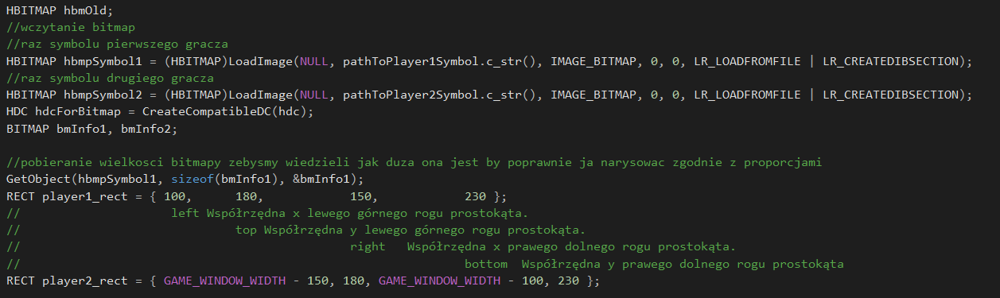 HBITMAP hbmOld;
//wczytanie bitmap
//raz symbolu pierwszego gracza
HBITMAP hbmpSymbol1 = (HBITMAP)LoadImage(NULL, pathToPlayer1Symbol.c_str(), IMAGE_BITMAP, 0, 0, LR_LOADFROMFILE | LR_CREATEDIBSECTION);
//raz symbolu drugiego gracza
HBITMAP hbmpSymbol2 = (HBITMAP)LoadImage(NULL, pathToPlayer2Symbol.c_str(), IMAGE_BITMAP, 0, 0, LR_LOADFROMFILE | LR_CREATEDIBSECTION);
HDC hdcForBitmap = CreateCompatibleDC(hdc);
BITMAP bmInfo1, bmInfo2;

//pobieranie wielkosci bitmapy zebysmy wiedzieli jak duza ona jest by poprawnie ja narysowac zgodnie z proporcjami
GetObject(hbmpSymbol1, sizeof(bmInfo1), &bmInfo1);
RECT player1_rect = { 100,      180,            150,            230 };
//                     left Współrzędna x lewego górnego rogu prostokąta.
//                              top Współrzędna y lewego górnego rogu prostokąta.
//                                              right   Współrzędna x prawego dolnego rogu prostokąta.
//                                                              bottom  Współrzędna y prawego dolnego rogu prostokąta
RECT player2_rect = { GAME_WINDOW_WIDTH - 150, 180, GAME_WINDOW_WIDTH - 100, 230 };